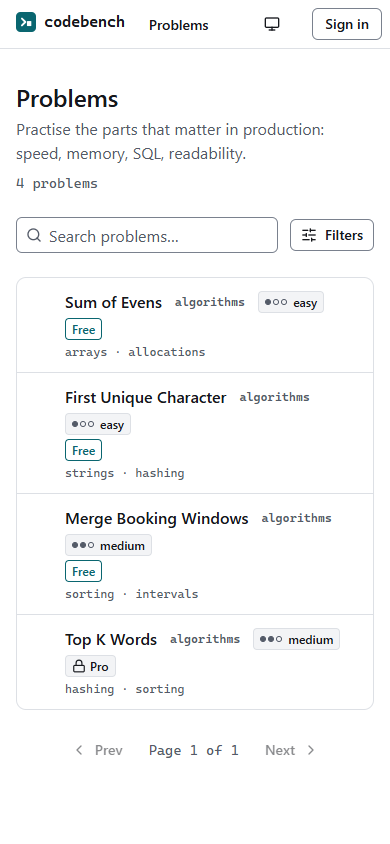 codebench Problems Sign in
Problems
Practise the parts that matter in production:
speed, memory, SQL, readability.
4 problems
Search problems... Filters
Sum of Evens algorithms easy
Free
arrays · allocations
First Unique Character algorithms
easy
Free
strings · hashing
Merge Booking Windows algorithms
medium
Free
sorting · intervals
Top K Words algorithms medium
Pro
hashing · sorting
Prev Page 1 of 1 Next